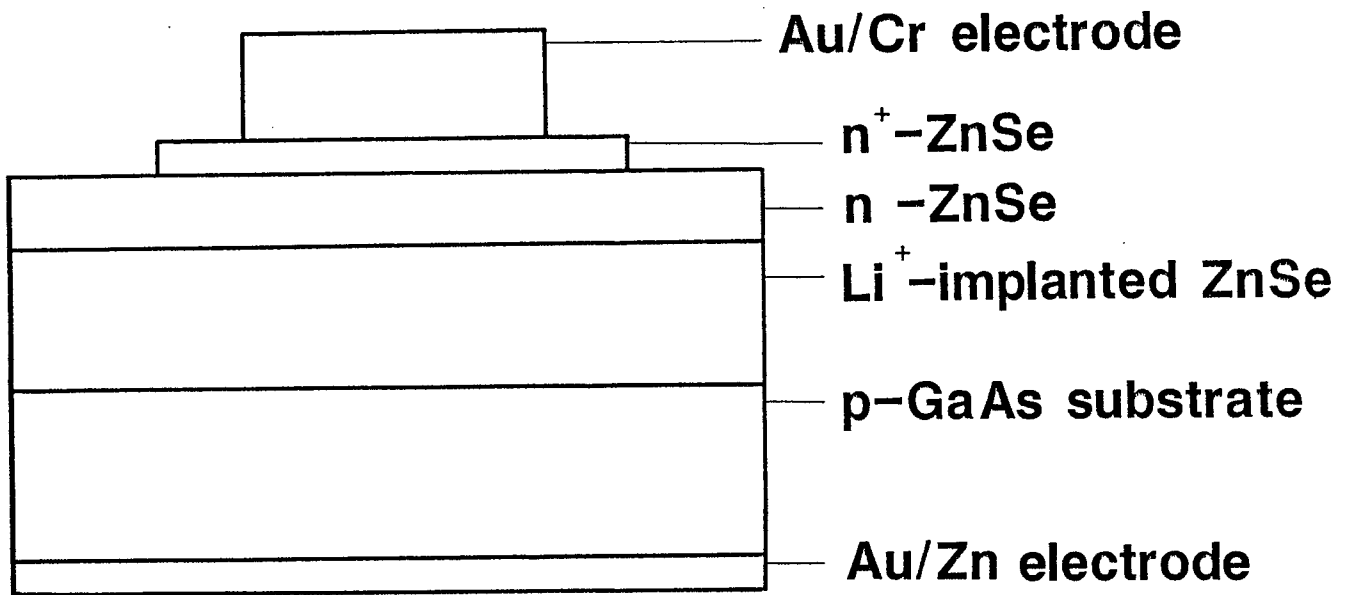 Au/Cr electrode
n⁺-ZnSe
n -ZnSe
Li⁺-implanted ZnSe
p-GaAs substrate
Au/Zn electrode